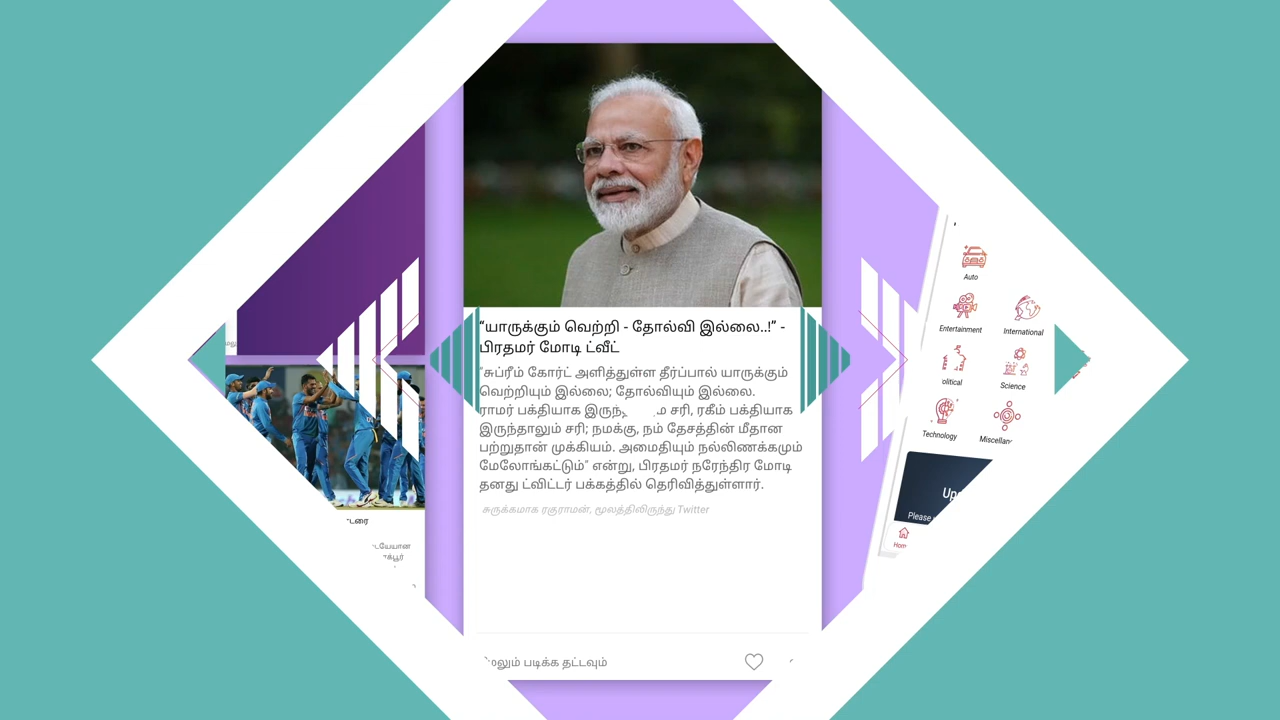 “யாருக்கும் வெற்றி - தோல்வி இல்லை..!” -
பிரதமர் மோடி ட்வீட்
"சுப்ரீம் கோர்ட் அளித்துள்ள தீர்ப்பால் யாருக்கும்
வெற்றியும் இல்லை; தோல்வியும் இல்லை.
ராமர் பக்தியாக சரி, ரகீம் பக்தியாக
இருந்தாலும் சரி; நமக்கு, நம் தேசத்தின் மீதான
பற்றுதான் முக்கியம். அமைதியும் நல்லிணக்கமும்
மேலோங்கட்டும்" என்று, பிரதமர் நரேந்திர மோடி
தனது ட்விட்டர் பக்கத்தில் தெரிவித்துள்ளார்.
சுருக்கமாக ரகுராமன், மூலத்திலிருந்து Twitter
படிக்க தட்டவும்
Auto
Entertainment
International
Science
Technology
Please